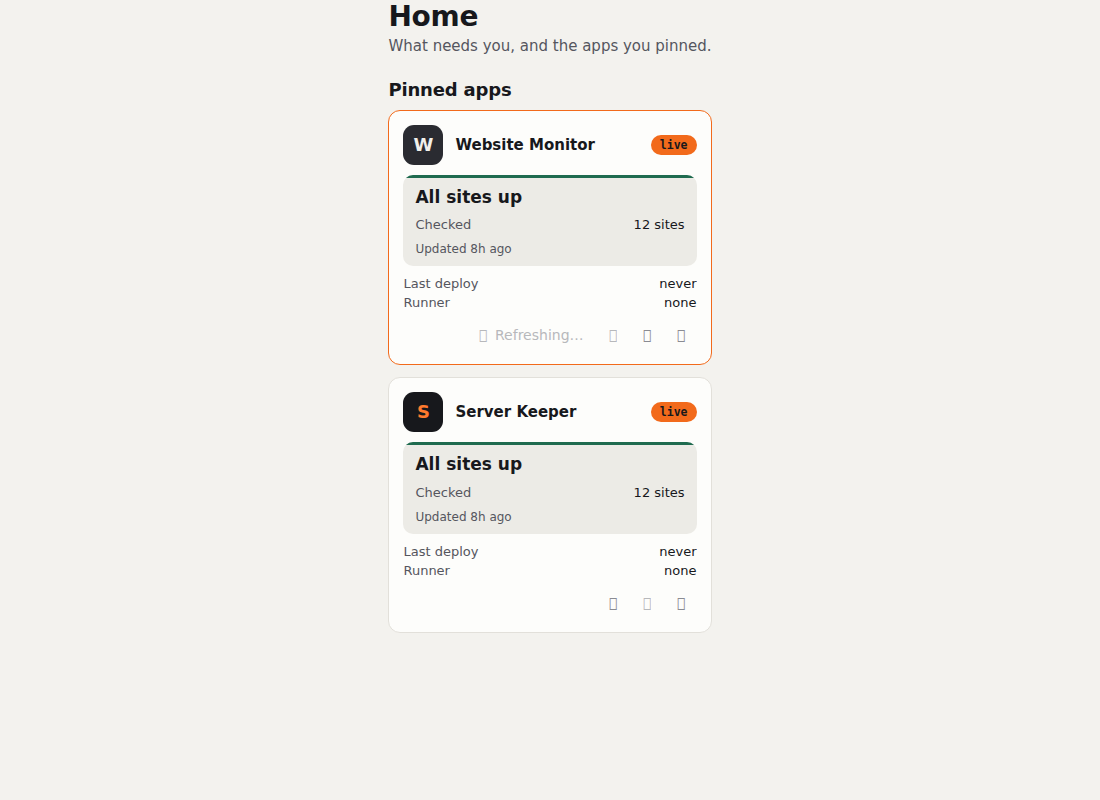 Home
What needs you, and the apps you pinned.
Pinned apps
W Website Monitor live
All sites up
Checked 12 sites
Updated 8h ago
Last deploy never
Runner none
Refreshing…
S Server Keeper live
All sites up
Checked 12 sites
Updated 8h ago
Last deploy never
Runner none